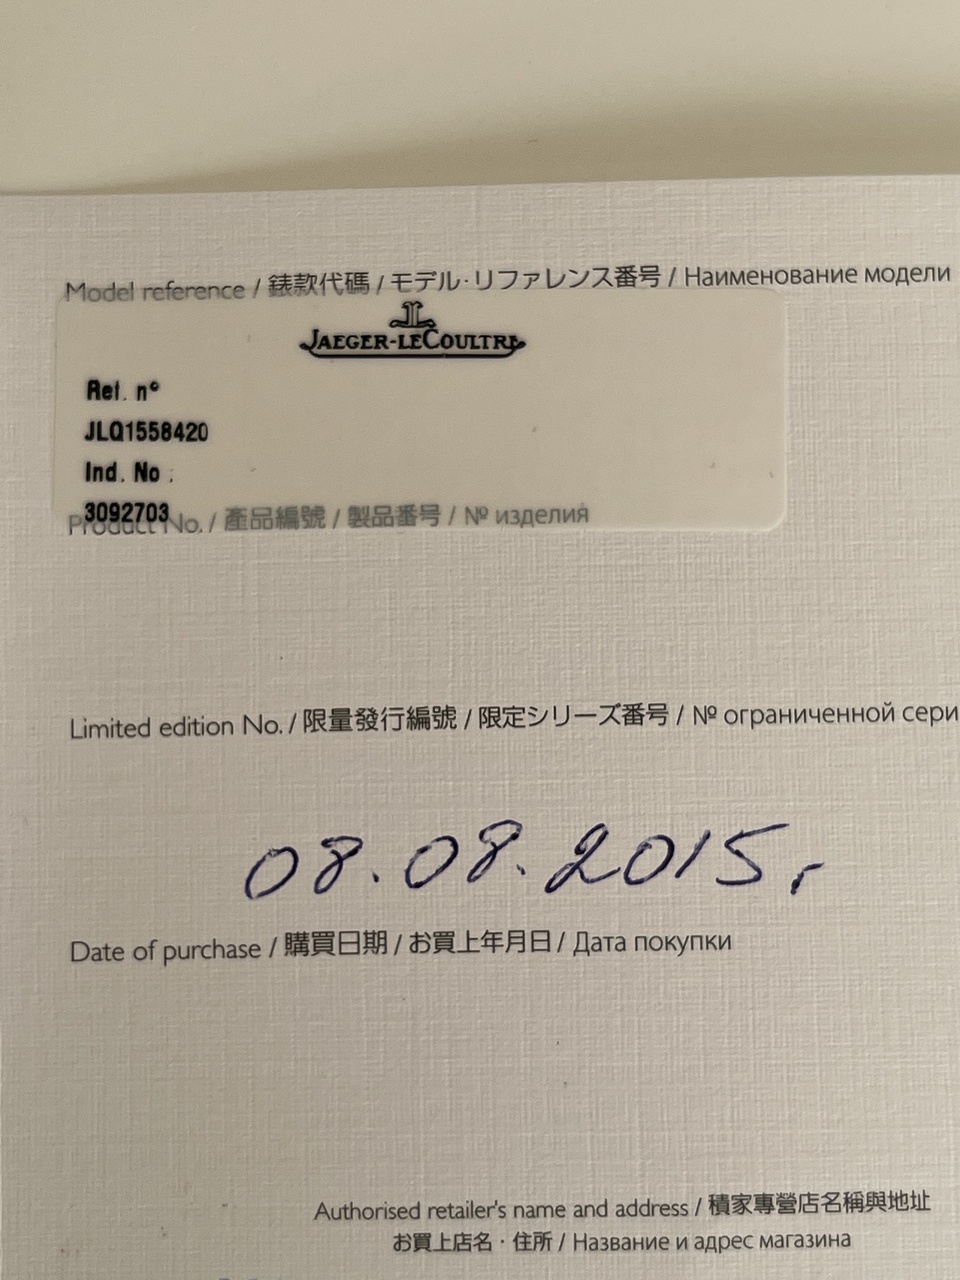 Model reference / 錶款代碼 / モデル・リファレンス番号 / Наименование модели
JAEGER-LECOULTRE
Ref. n°
JLQ1558420
Ind. No :
3092703
Product No. / 產品編號 / 製品番号 / № изделия
Limited edition No. / 限量發行編號 / 限定シリーズ番号 / № ограниченной сери
08.08.2015г
Date of purchase / 購買日期 / お買上年月日 / Дата покупки
Authorised retailer's name and address / 積家專營店名稱與地址
お買上店名・住所 / Название и адрес магазина